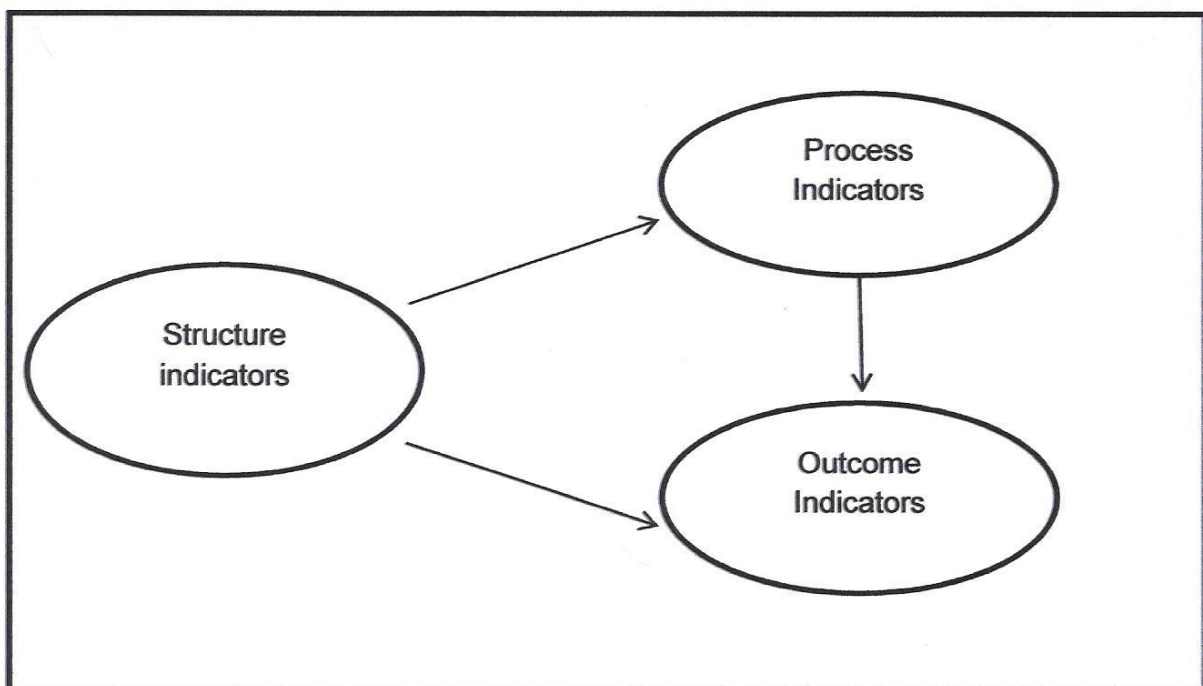 Structure
indicators
Process
Indicators
Outcome
Indicators